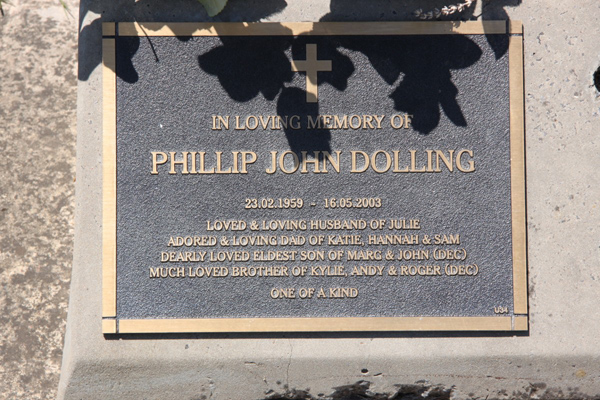 IN LOVING MEMORY OF
PHILLIP JOHN DOLLING
23.02.1959 - 16.05.2003
LOVED & LOVING HUSBAND OF JULIE
ADORED & LOVING DAD OF KATIE, HANNAH & SAM
DEARLY LOVED ELDEST SON OF MARG & JOHN (DEC)
MUCH LOVED BROTHER OF KYLIE, ANDY & ROGER (DEC)
ONE OF A KIND
U34